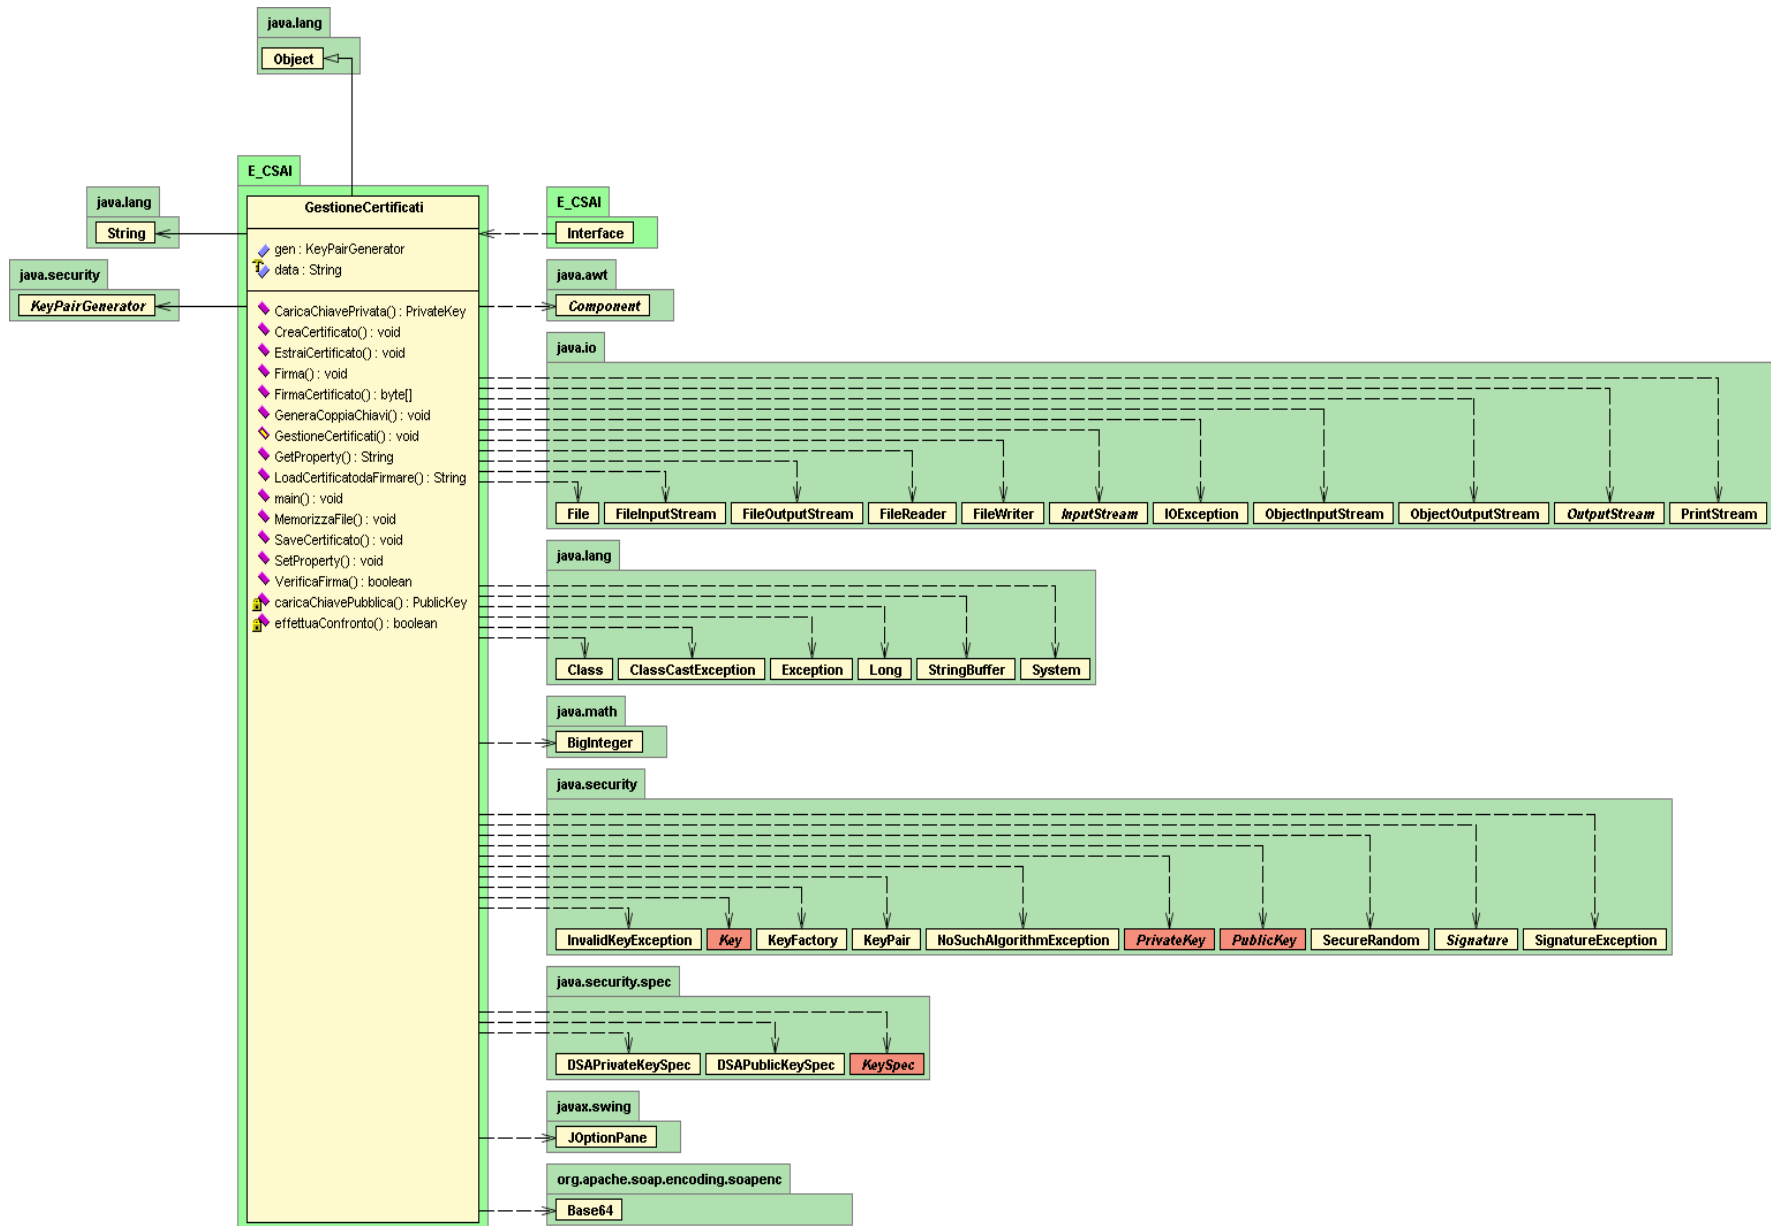 java.lang
Object
E_CSAI
GestioneCertificati
java.lang
String
java.security
KeyPairGenerator
gen : KeyPairGenerator
data : String
CaricaChiavePrivata() : PrivateKey
CreaCertificato() : void
EstraiCertificato() : void
Firma() : void
FirmaCertificato() : byte[]
GeneraCoppiaChiavi() : void
GestioneCertificati() : void
GetProperty() : String
LoadCertificatodaFirmare() : String
main() : void
MemorizzaFile() : void
SaveCertificato() : void
SetProperty() : void
VerificaFirma() : boolean
caricaChiavePubblica() : PublicKey
effettuaConfronto() : boolean
E_CSAI
Interface
java.awt
Component
java.io
File FileInputStream FileOutputStream FileReader FileWriter InputStream IOException ObjectInputStream ObjectOutputStream OutputStream PrintStream
java.lang
Class ClassCastException Exception Long StringBuffer System
java.math
BigInteger
java.security
InvalidKeyException Key KeyFactory KeyPair NoSuchAlgorithmException PrivateKey PublicKey SecureRandom Signature SignatureException
java.security.spec
DSAPrivateKeySpec DSAPublicKeySpec KeySpec
javax.swing
JOptionPane
org.apache.soap.encoding.soapenc
Base64